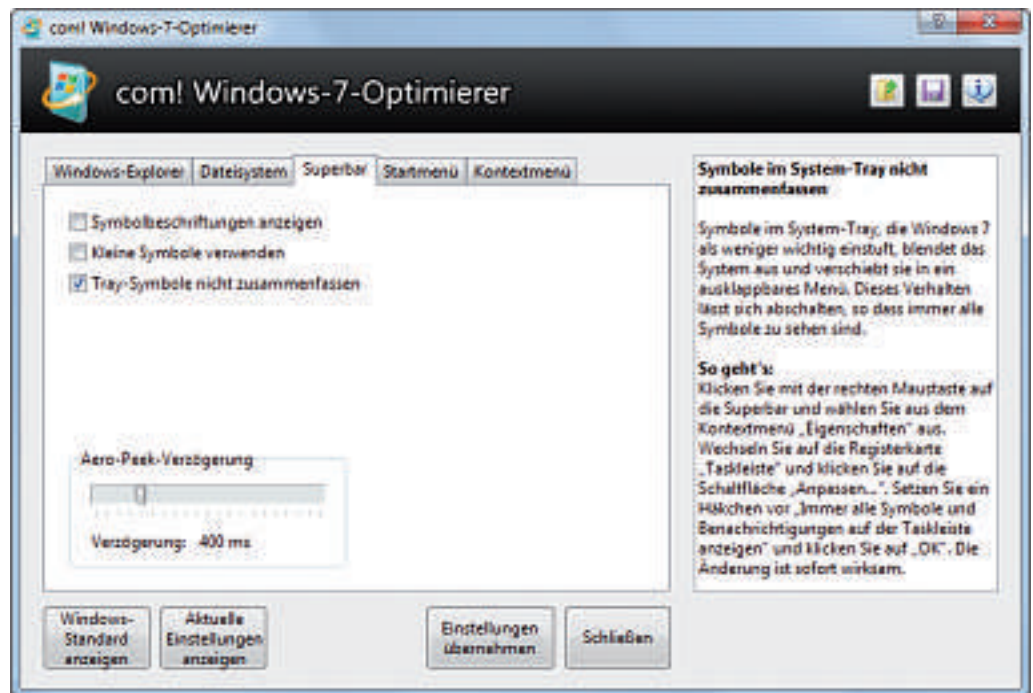 com! Windows-7-Optimierer
com! Windows-7-Optimierer
Windows-Explorer
Dateisystem
Superbar
Startmenü
Kontextmenü
Symbolbeschriftungen anzeigen
Kleine Symbole verwenden
Tray-Symbole nicht zusammenfassen
Aero-Peek-Verzögerung
Verzögerung: 400 ms
Symbole im System-Tray nicht
zusammenfassen
Symbole im System-Tray, die Windows 7
als weniger wichtig einstuft, blendet das
System aus und verschiebt sie in ein
ausklappbares Menü. Dieses Verhalten
lässt sich abschalten, so dass immer alle
Symbole zu sehen sind.
So geht's:
Klicken Sie mit der rechten Maustaste auf
die Superbar und wählen Sie aus dem
Kontextmenü „Eigenschaften" aus.
Wechseln Sie auf die Registerkarte
„Taskleiste" und klicken Sie auf die
Schaltfläche „Anpassen...". Setzen Sie ein
Häkchen vor „Immer alle Symbole und
Benachrichtigungen auf der Taskleiste
anzeigen" und klicken Sie auf „OK". Die
Änderung ist sofort wirksam.
Windows-
Standard
anzeigen
Aktuelle
Einstellungen
anzeigen
Einstellungen
übernehmen
Schließen